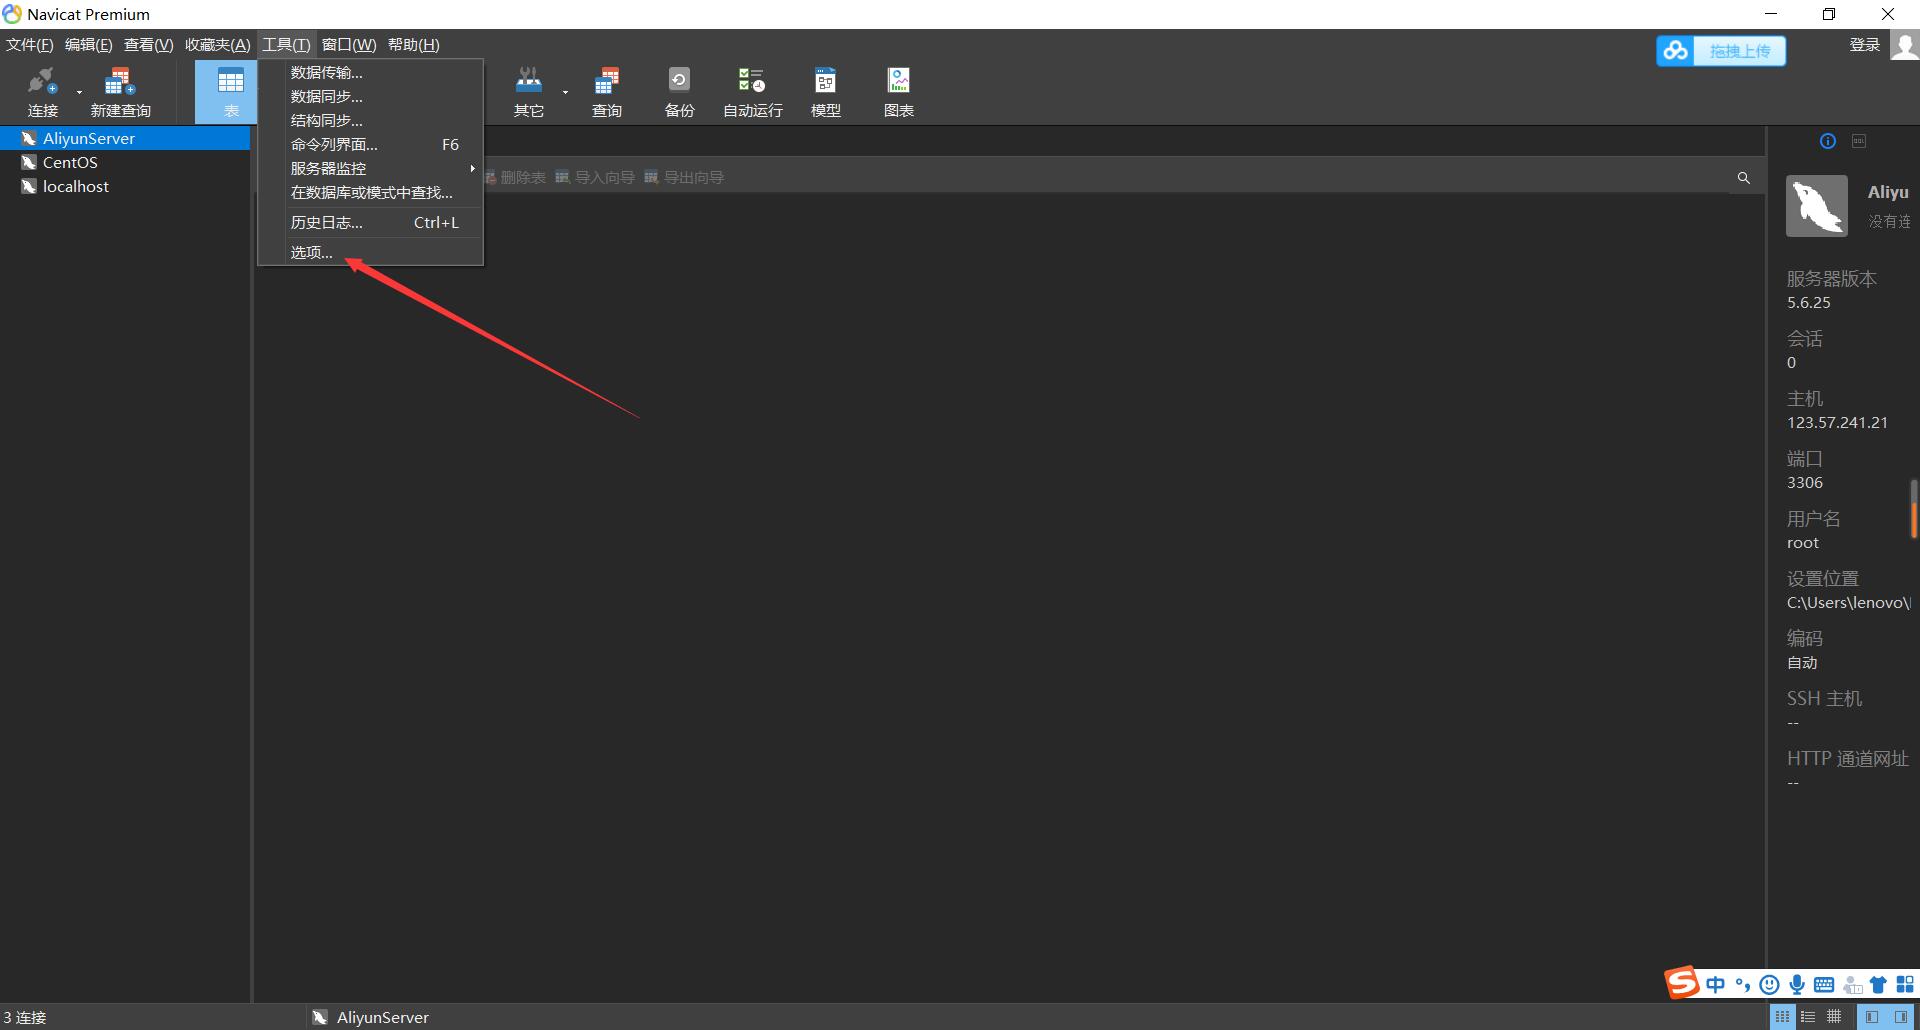 Navicat Premium
文件(F) 编辑(E) 查看(V) 收藏夹(A) 工具(T) 窗口(W) 帮助(H)
拖拽上传
登录
连接 新建查询 表 其它 查询 备份 自动运行 模型 图表
数据传输...
数据同步...
结构同步...
命令列界面... F6
服务器监控
在数据库或模式中查找...
历史日志... Ctrl+L
选项...
AliyunServer
CentOS
localhost
删除表 导入向导 导出向导
Aliyu
没有连
服务器版本
5.6.25
会话
0
主机
123.57.241.21
端口
3306
用户名
root
设置位置
C:\Users\lenovo\
编码
自动
SSH 主机
--
HTTP 通道网址
--
中
3 连接
AliyunServer